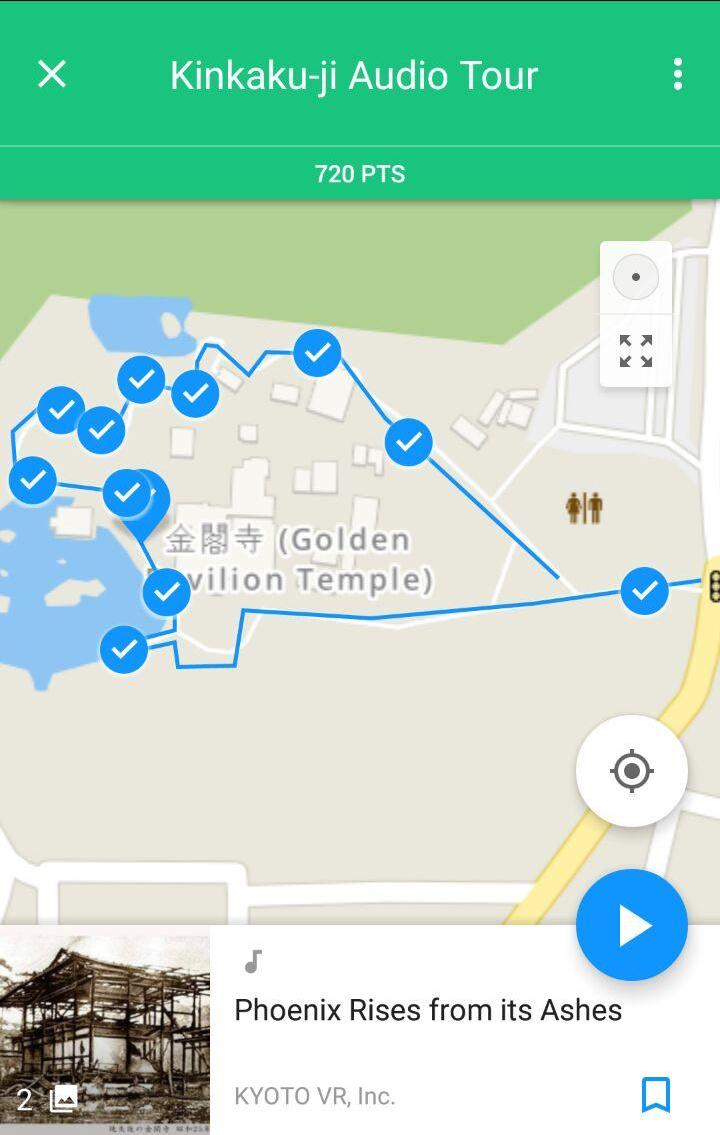 Kinkaku-ji Audio Tour
720 PTS
金閣寺 (Golden
vilion Temple)
Phoenix Rises from its Ashes
2
KYOTO VR, Inc.